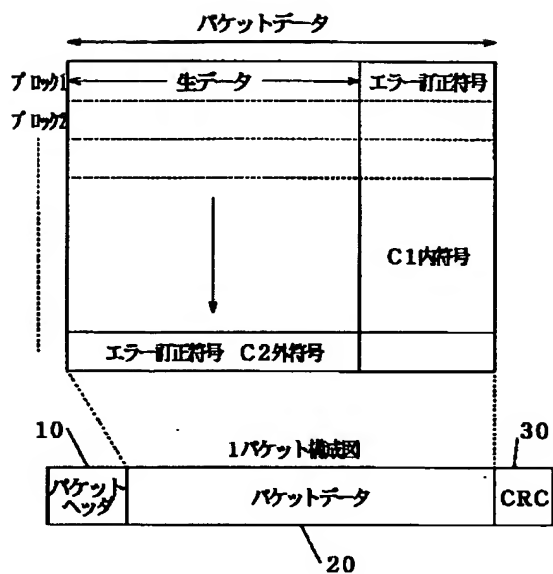 パケットデータ
ブロック1 生データ エラー訂正符号
ブロック2
C1内符号
エラー訂正符号 C2外符号
10 1パケット構成図 30
パケット
ヘッダ
パケットデータ CRC
20